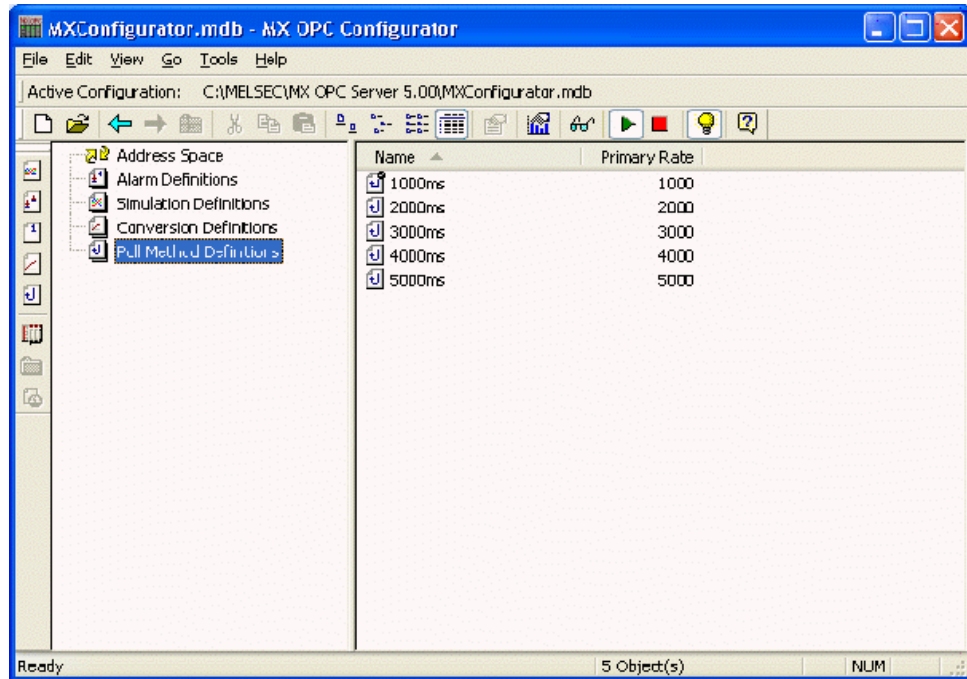 MXConfigurator.mdb - MX OPC Configurator
File Edit View Go Tools Help
Active Configuration: C:\MELSEC\MX OPC Server 5.00\MXConfigurator.mdb
Address Space
Alarm Definitions
Simulation Definitions
Conversion Definitions
Poll Method Definitions
Name Primary Rate
1000ms 1000
2000ms 2000
3000ms 3000
4000ms 4000
5000ms 5000
Ready 5 Object(s) NUM